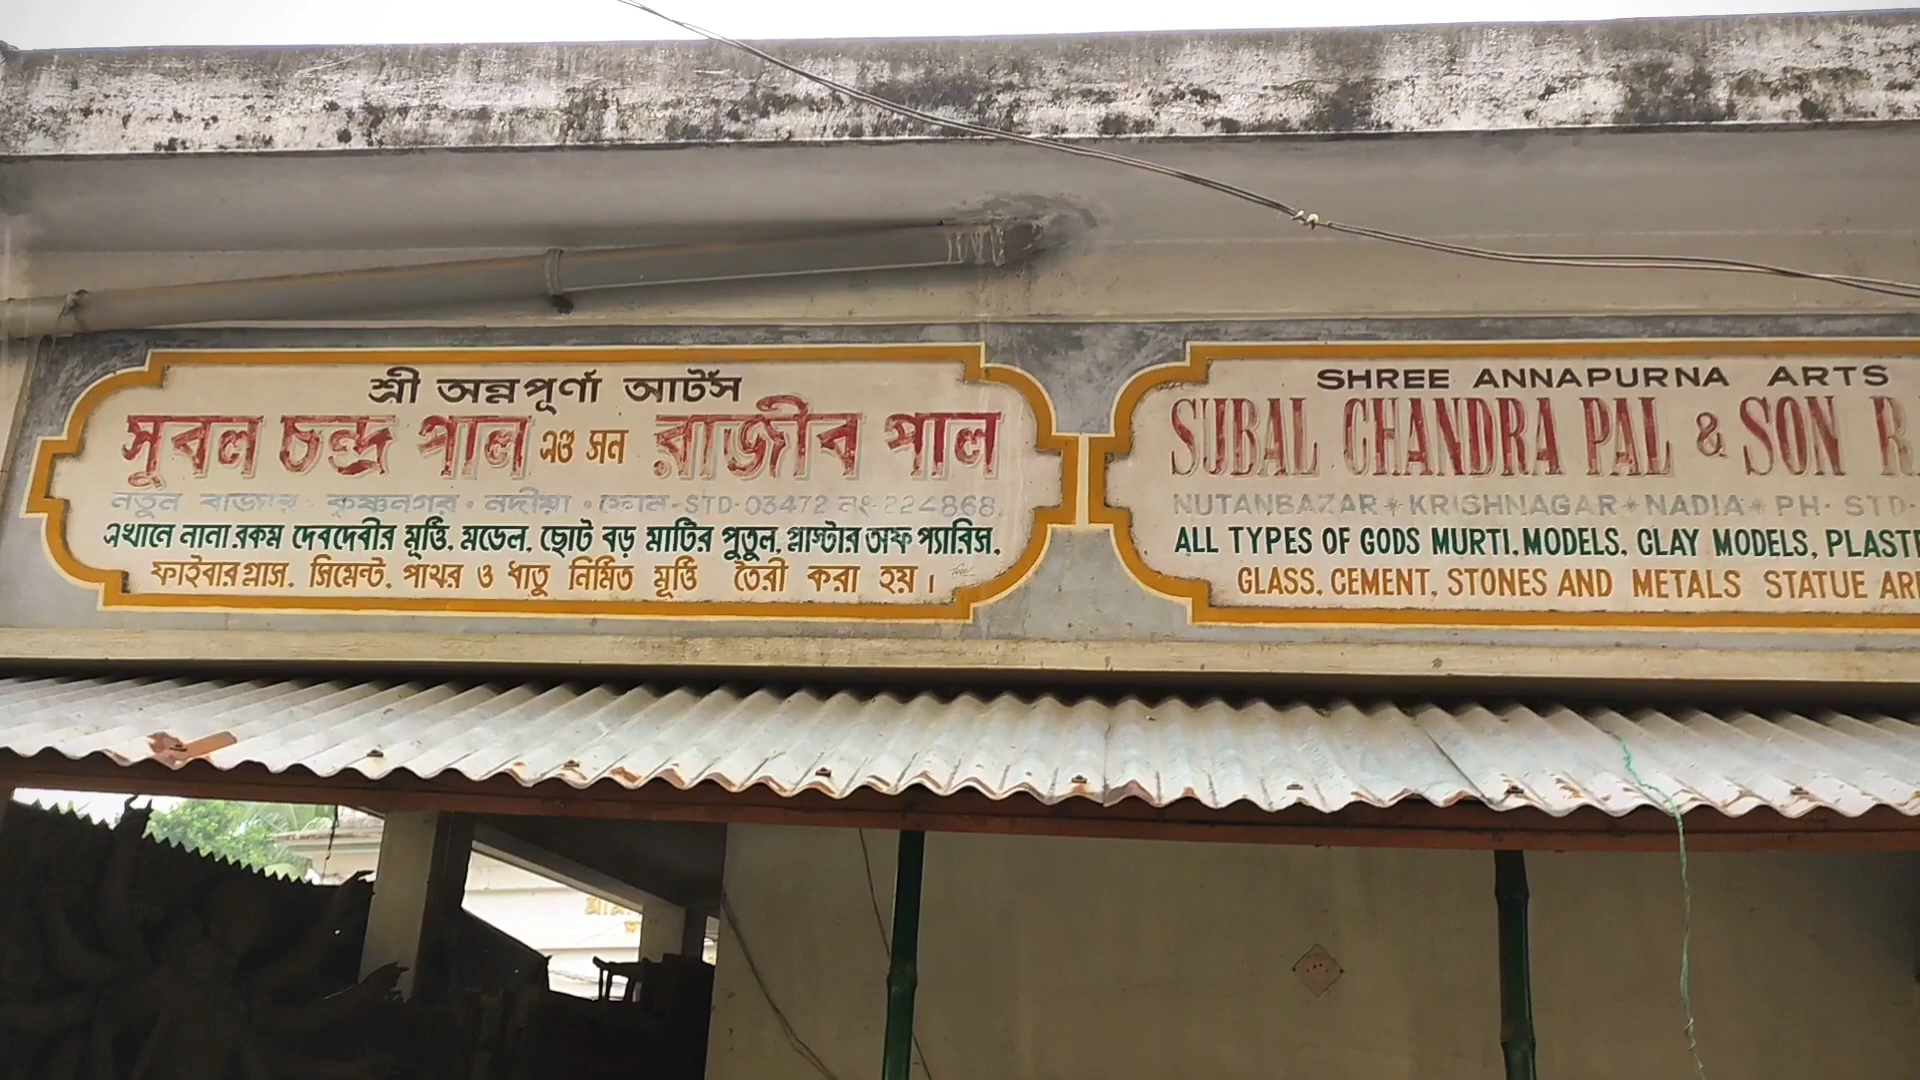 শ্রী অন্নপূর্ণা আর্টস
সুবল চন্দ্র পাল এণ্ড সন রাজীব পাল
নতুন বাজার · কৃষ্ণনগর · নদীয়া · ফোন-STD-03472 নং-224868.
এখানে নানা রকম দেবদেবীর মূর্ত্তি, মডেল, ছোট বড় মাটির পুতুল, প্লাস্টার অফ প্যারিস,
ফাইবার গ্লাস, সিমেন্ট, পাথর ও ধাতু নির্মিত মূর্ত্তি তৈরী করা হয়।
SHREE ANNAPURNA ARTS
SUBAL CHANDRA PAL & SON R
NUTANBAZAR * KRISHNAGAR * NADIA * PH· STD-
ALL TYPES OF GODS MURTI, MODELS, CLAY MODELS, PLAST
GLASS, CEMENT, STONES AND METALS STATUE AR